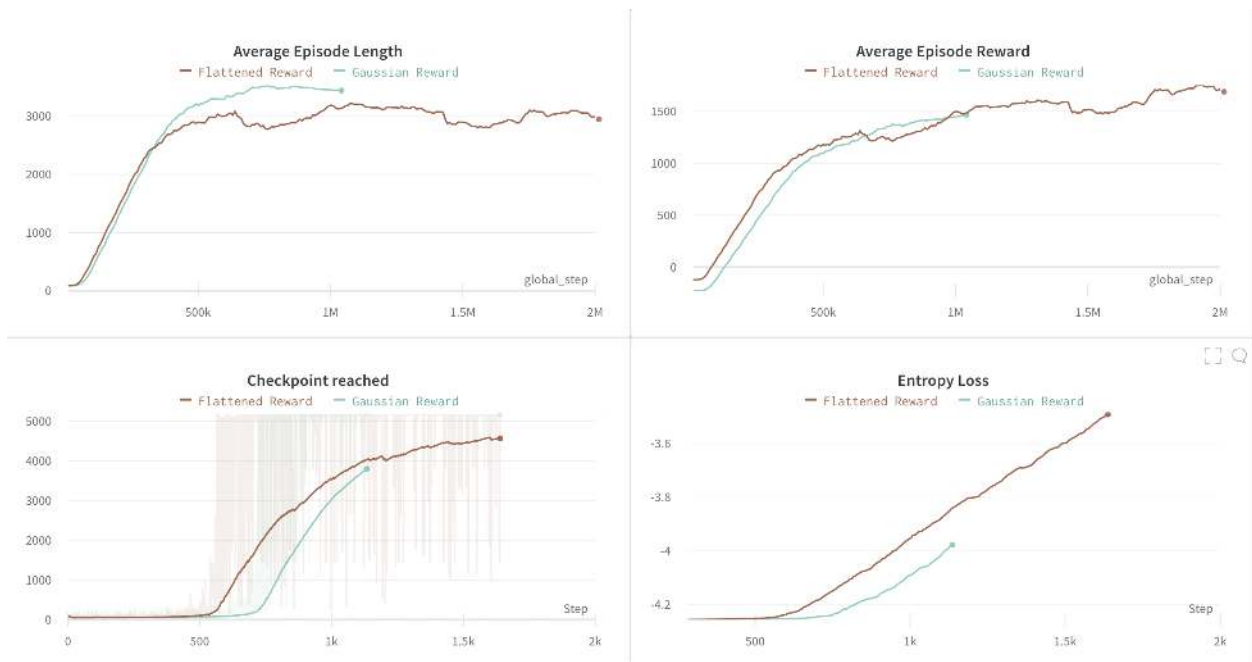 Average Episode Length
Flattened Reward Gaussian Reward
3000
2000
1000
0
global_step
500k 1M 1.5M 2M
Average Episode Reward
Flattened Reward Gaussian Reward
1500
1000
500
0
global_step
500k 1M 1.5M 2M
Checkpoint reached
Flattened Reward Gaussian Reward
5000
4000
3000
2000
1000
0
Step
0 500 1k 1.5k 2k
Entropy Loss
Flattened Reward Gaussian Reward
-3.5
-3.8
-4
-4.2
Step
500 1k 1.5k 2k